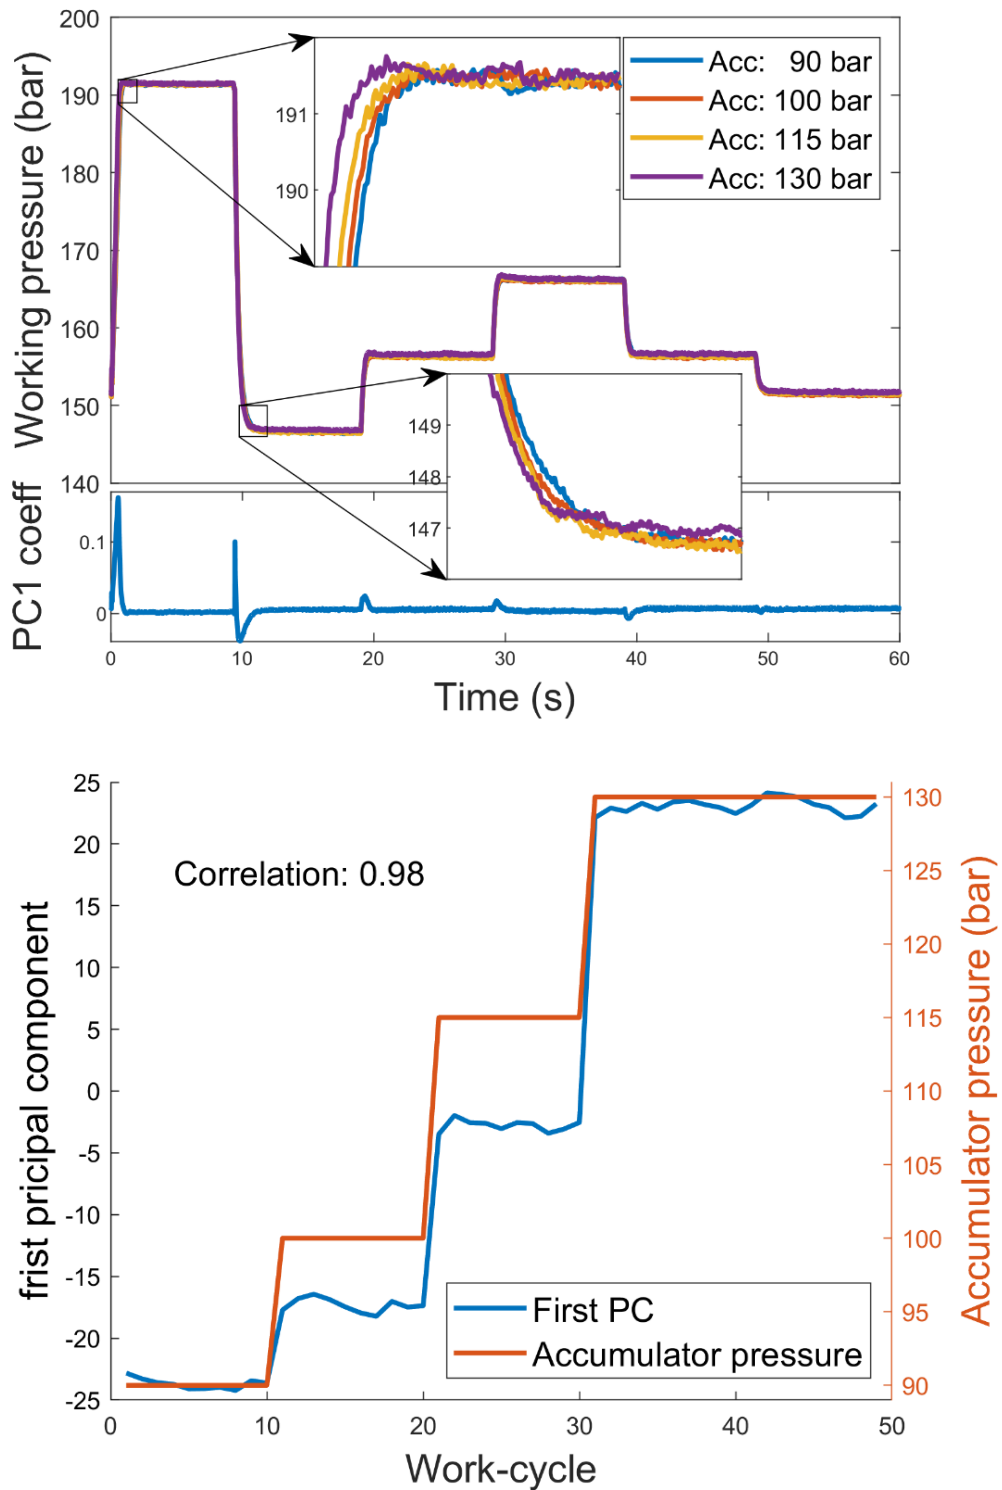 200
190
180
170
160
150
140
Working pressure (bar)
191
190
Acc: 90 bar
Acc: 100 bar
Acc: 115 bar
Acc: 130 bar
149
148
147
0.1
0
PC1 coeff
0 10 20 30 40 50 60
Time (s)
25
22
15
10
5
0
-5
-10
-15
-22
-25
frist pricipal component
Correlation: 0.98
130
125
120
115
110
105
100
95
90
Accumulator pressure (bar)
First PC
Accumulator pressure
0 10 20 30 40 50
Work-cycle